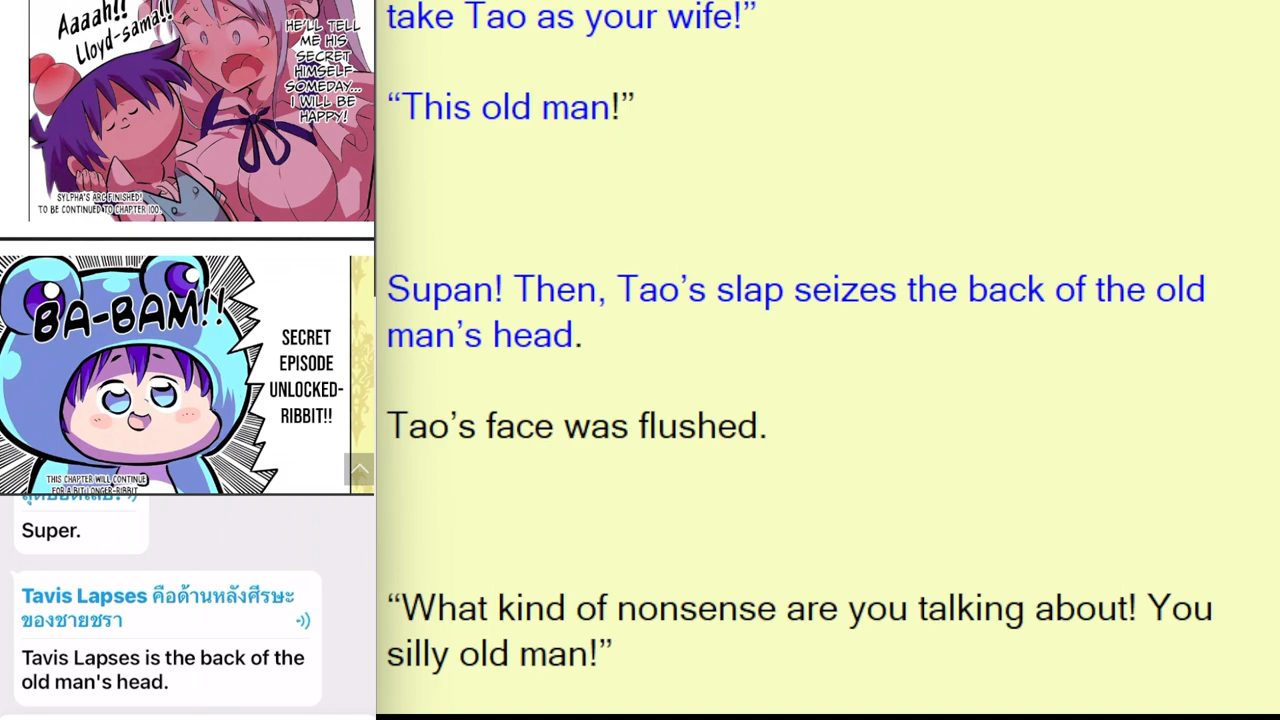 Aaaah!!
Lloyd-sama!!
HE'LL TELL
ME HIS
SECRET
HIMSELF
SOMEDAY...
I WILL BE
HAPPY!
SYLPHA'S ARC FINISHED!
TO BE CONTINUED TO CHAPTER 100.
BA-BAM!!
SECRET
EPISODE
UNLOCKED-
RIBBIT!!
THIS CHAPTER WILL CONTINUE
FOR A BIT LONGER-RIBBIT
Super.
Tavis Lapses คือด้านหลังศีรษะ
ของชายชรา
Tavis Lapses is the back of the
old man's head.
take Tao as your wife!”
“This old man!”
Supan! Then, Tao’s slap seizes the back of the old
man’s head.
Tao’s face was flushed.
“What kind of nonsense are you talking about! You
silly old man!”